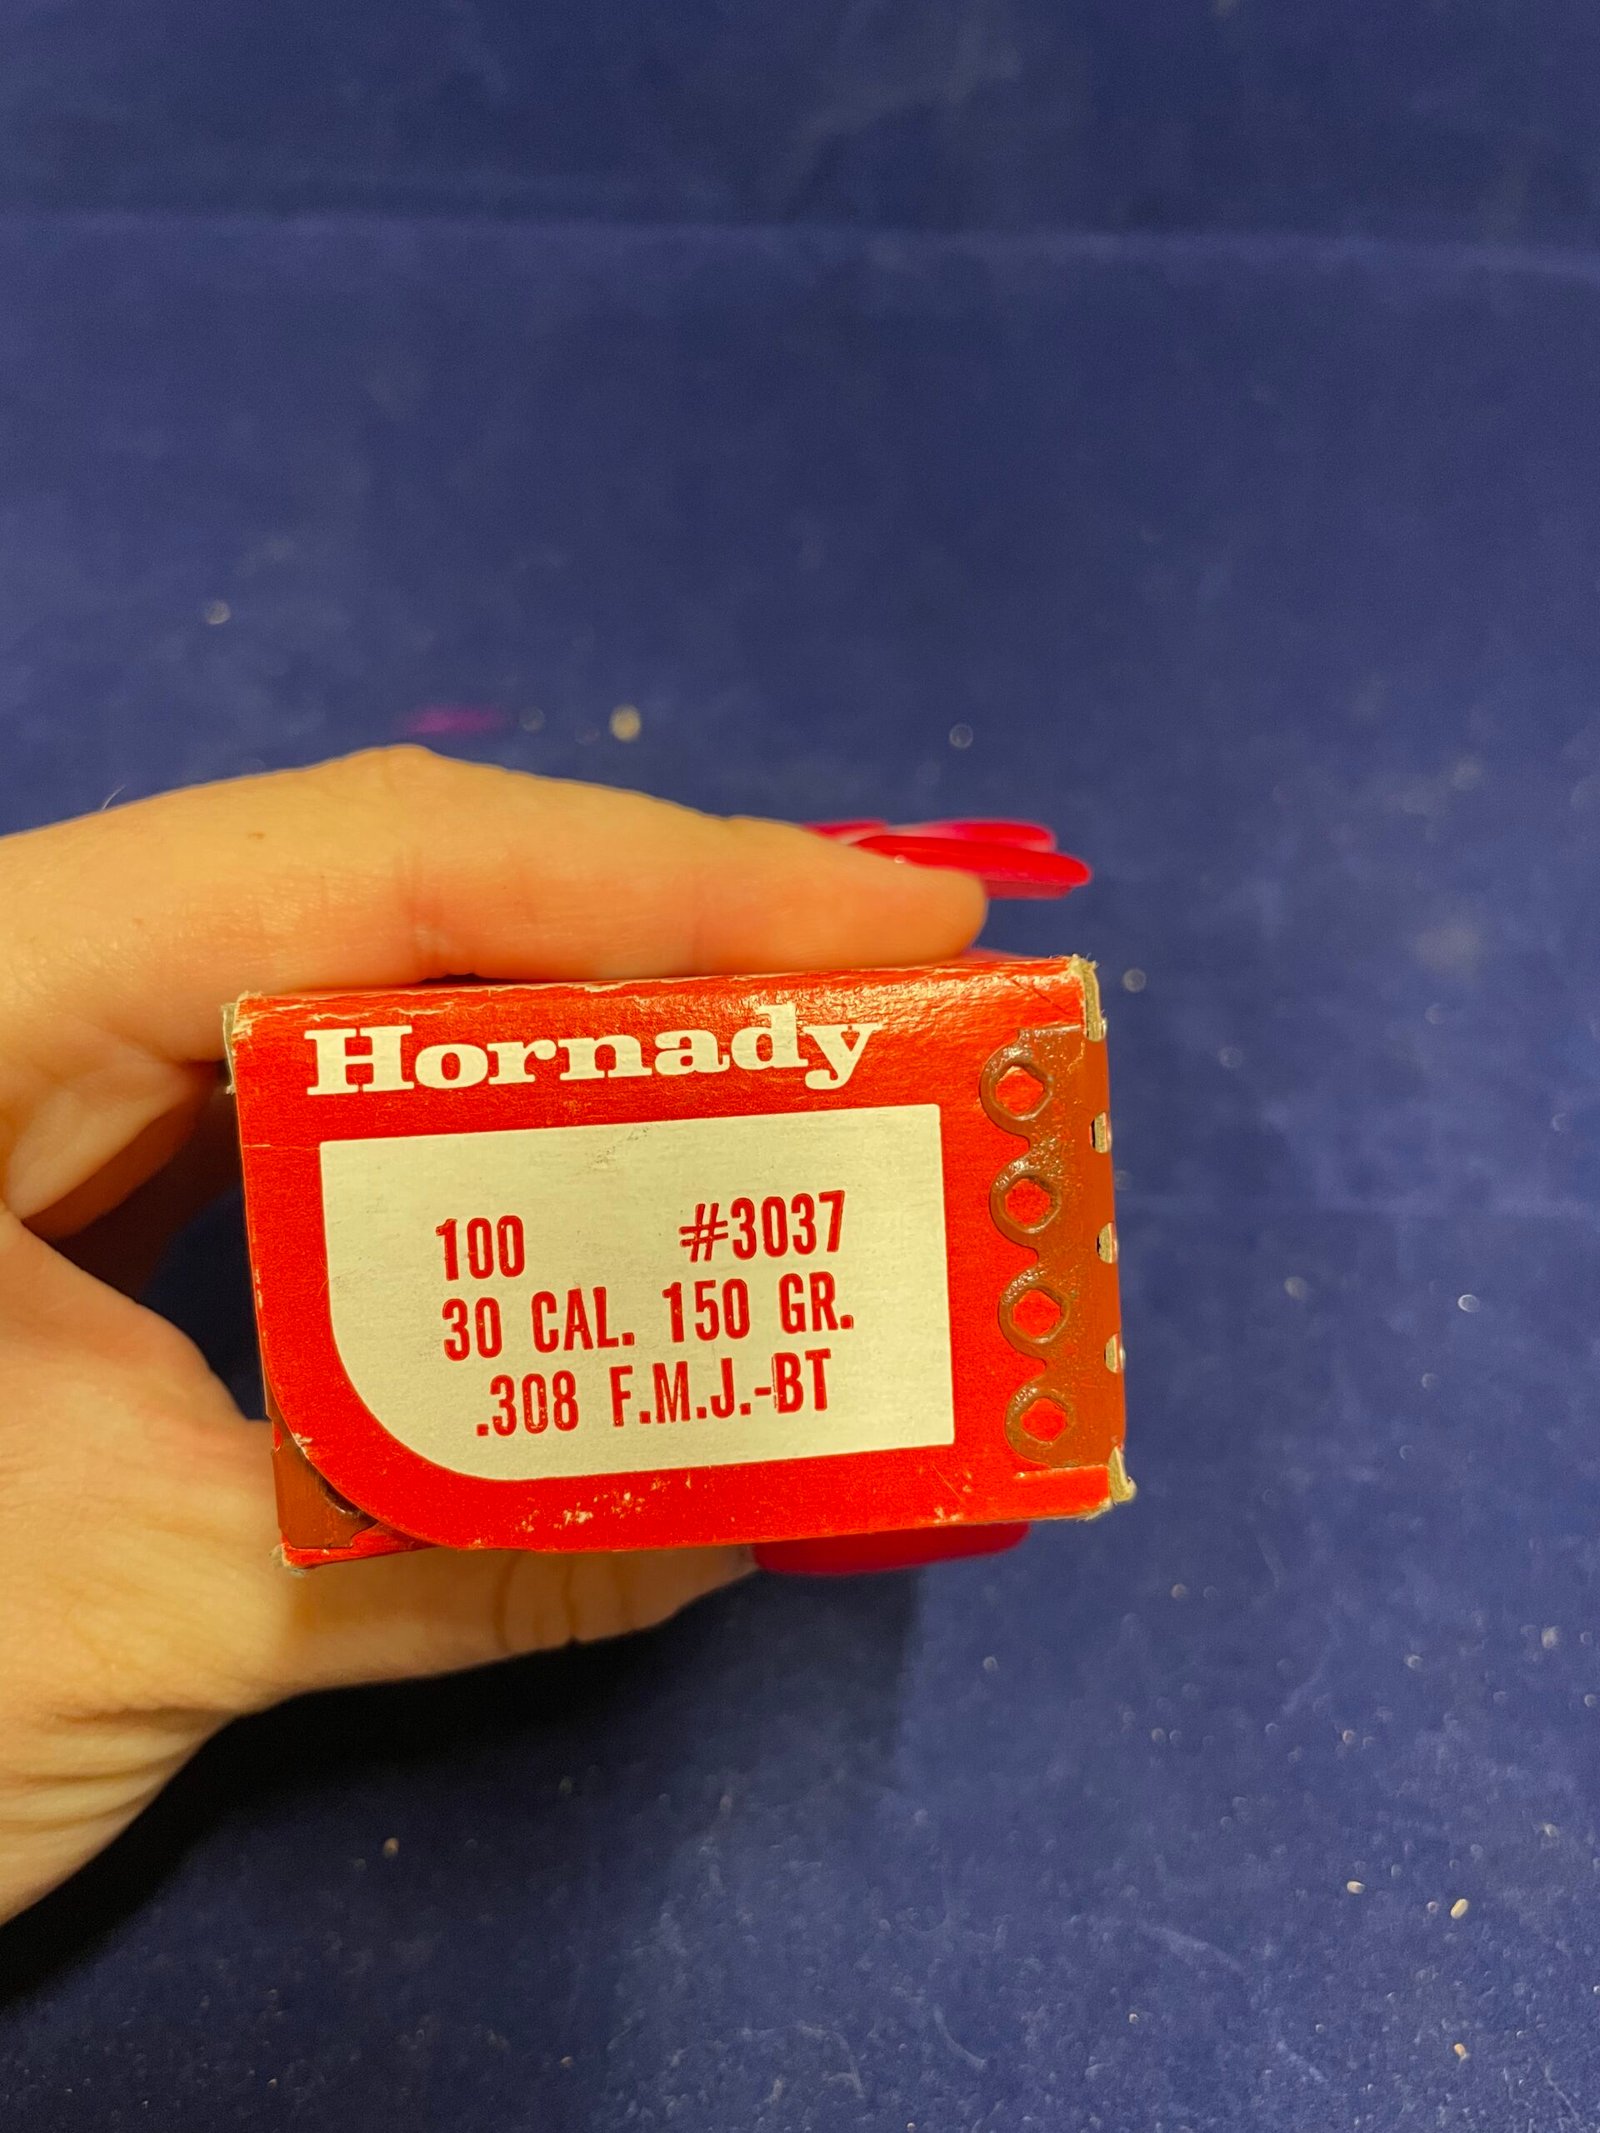 Hornady
100 #3037
30 CAL. 150 GR.
.308 F.M.J.-BT